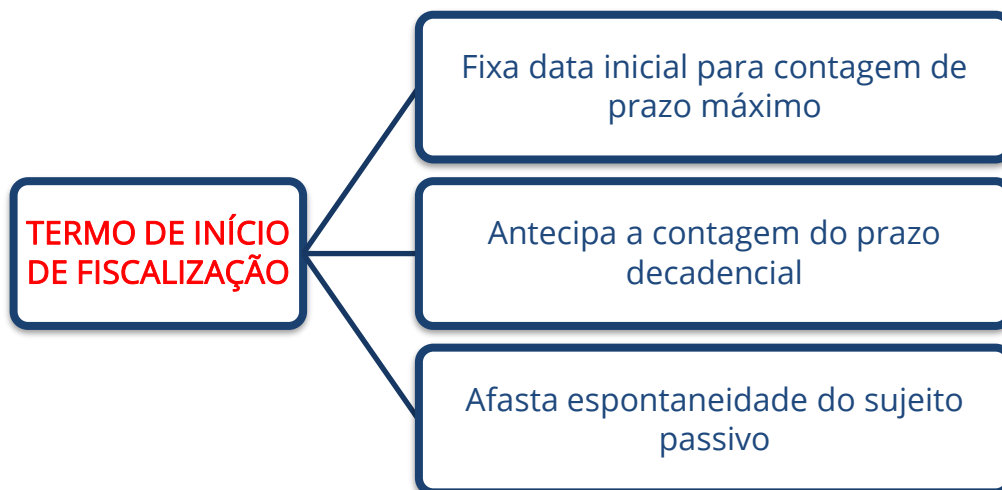 Fixa data inicial para contagem de
prazo máximo
TERMO DE INÍCIO
DE FISCALIZAÇÃO
Antecipa a contagem do prazo
decadencial
Afasta espontaneidade do sujeito
passivo